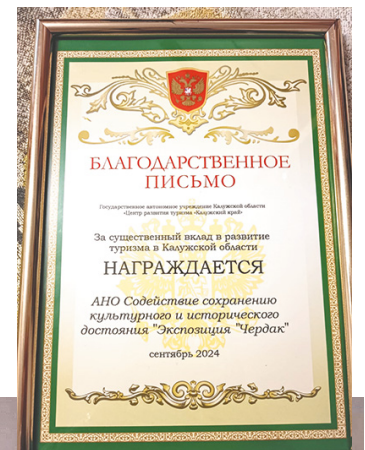 БЛАГОДАРСТВЕННОЕ
ПИСЬМО
Государственное автономное учреждение Калужской области
«Центр развития туризма «Калужский край»
За существенный вклад в развитие
туризма в Калужской области
НАГРАЖДАЕТСЯ
АНО Содействие сохранению
культурного и исторического
достояния "Экспозиция "Чердак"
сентябрь 2024